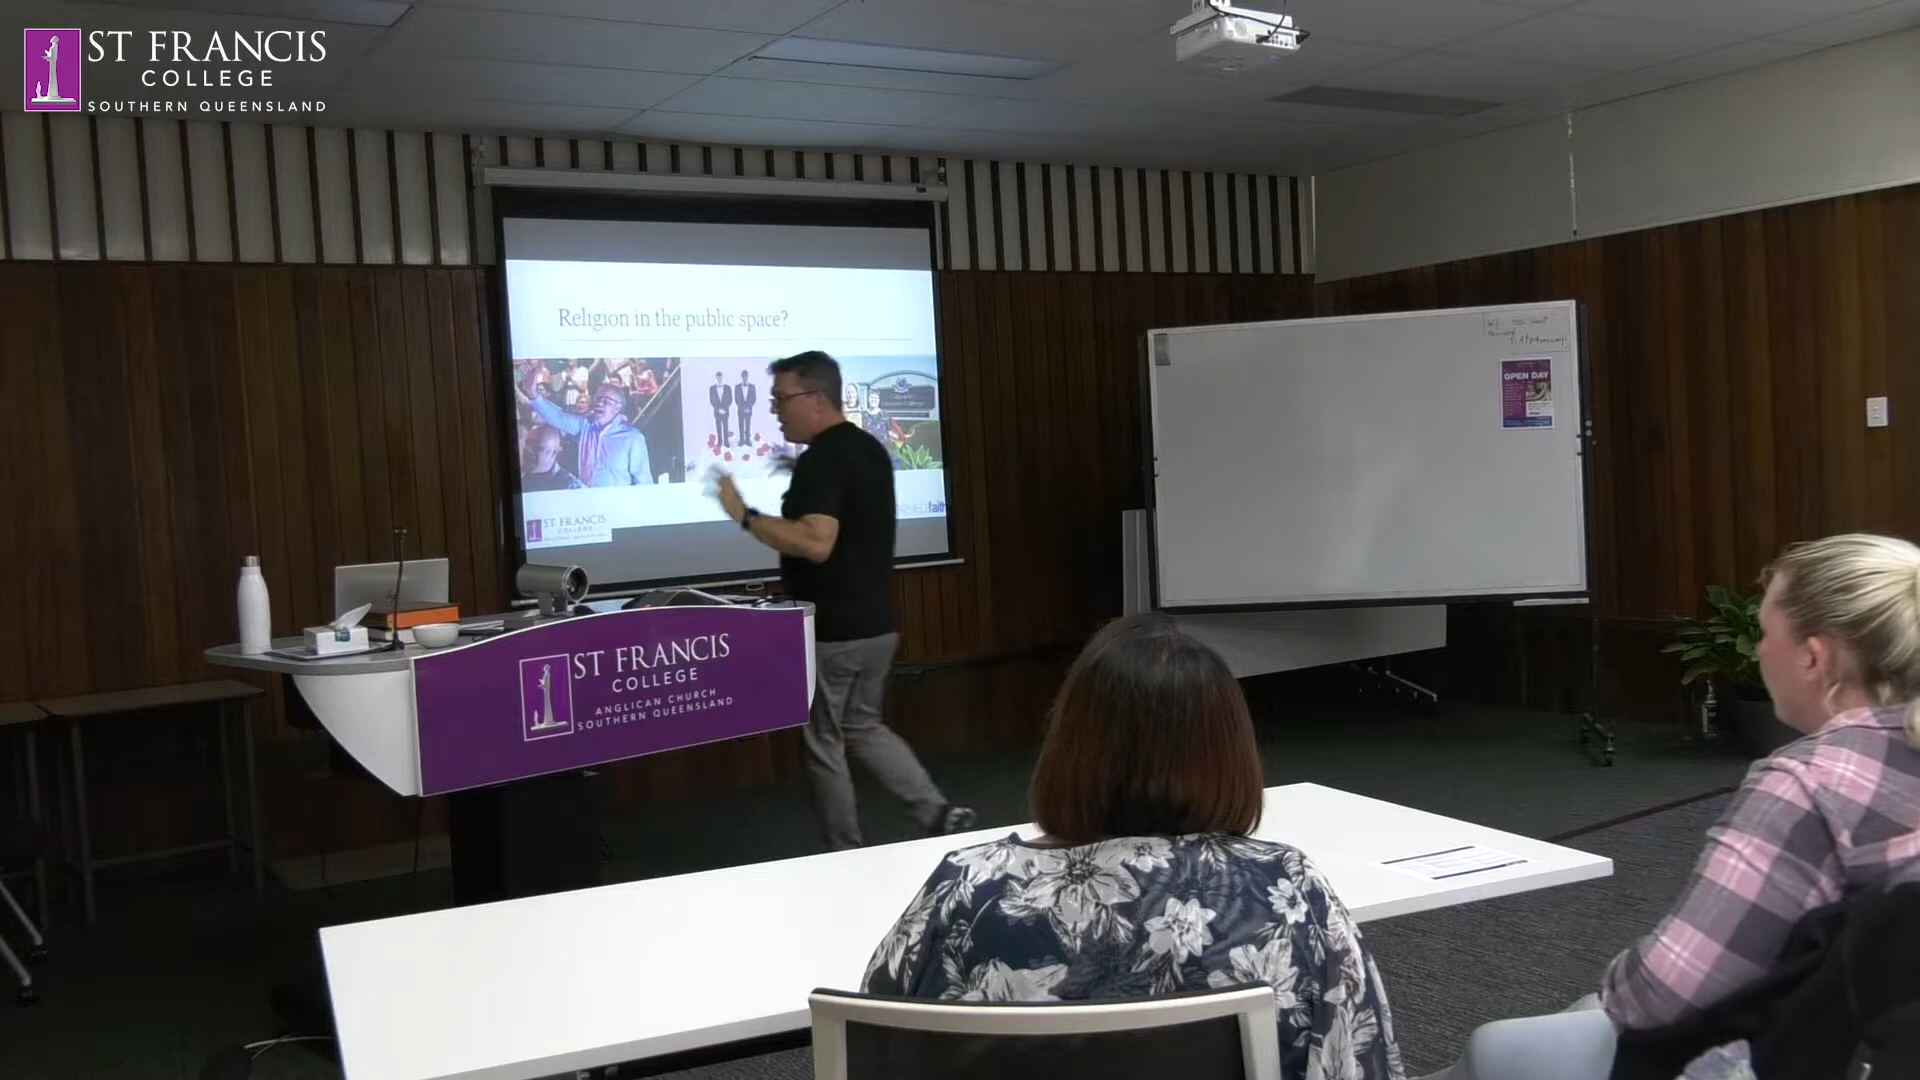 ST FRANCIS
COLLEGE
SOUTHERN QUEENSLAND
Religion in the public space?
ST FRANCIS
COLLEGE
faith
OPEN DAY
ST FRANCIS
COLLEGE
ANGLICAN CHURCH
SOUTHERN QUEENSLAND